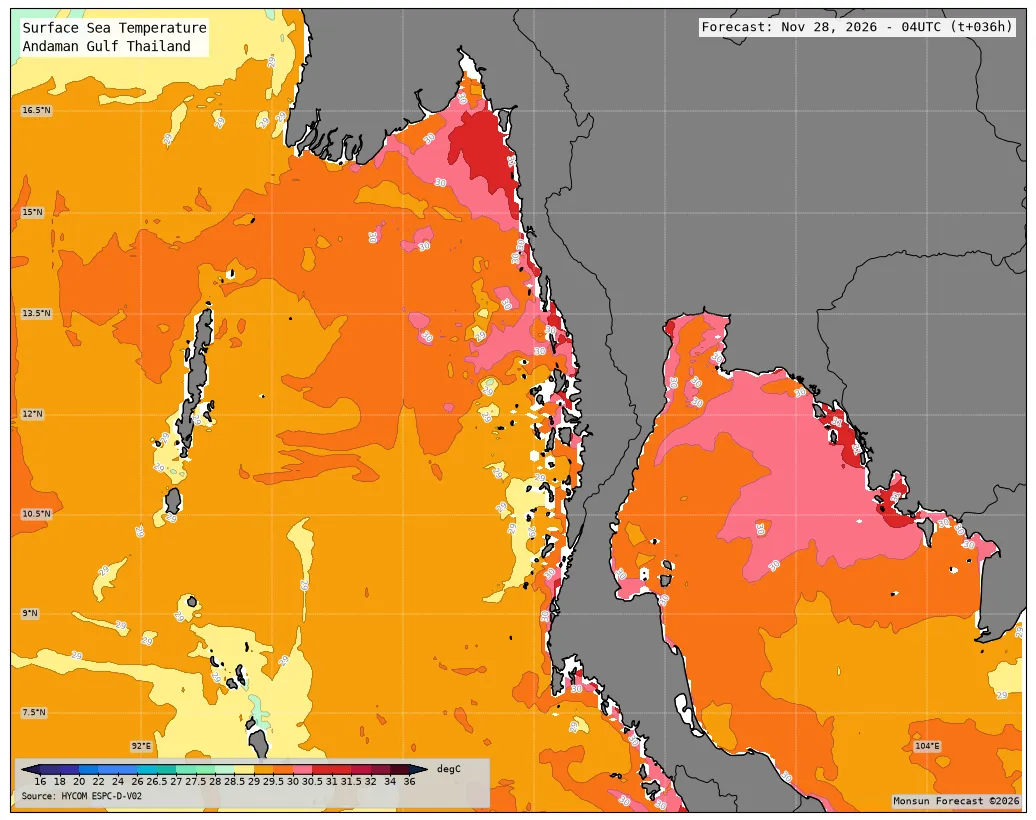 Surface Sea Temperature
Andaman Gulf Thailand
Forecast: Nov 28, 2026 - 04UTC (t+036h)
16.5°N
15°N
13.5°N
12°N
10.5°N
9°N
7.5°N
92°E
104°E
degC
16 18 20 22 24 26 26.5 27 27.5 28 28.5 29 29.5 30 30.5 31 31.5 32 34 36
Source: HYCOM ESPC-D-V02
Monsun Forecast ©2026